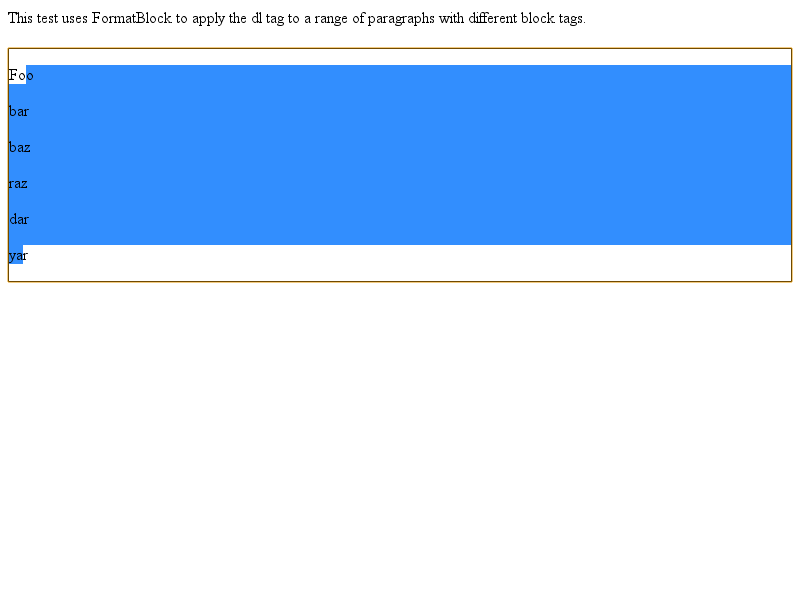 This test uses FormatBlock to apply the dl tag to a range of paragraphs with different block tags.
Foo
bar
baz
raz
dar
yar